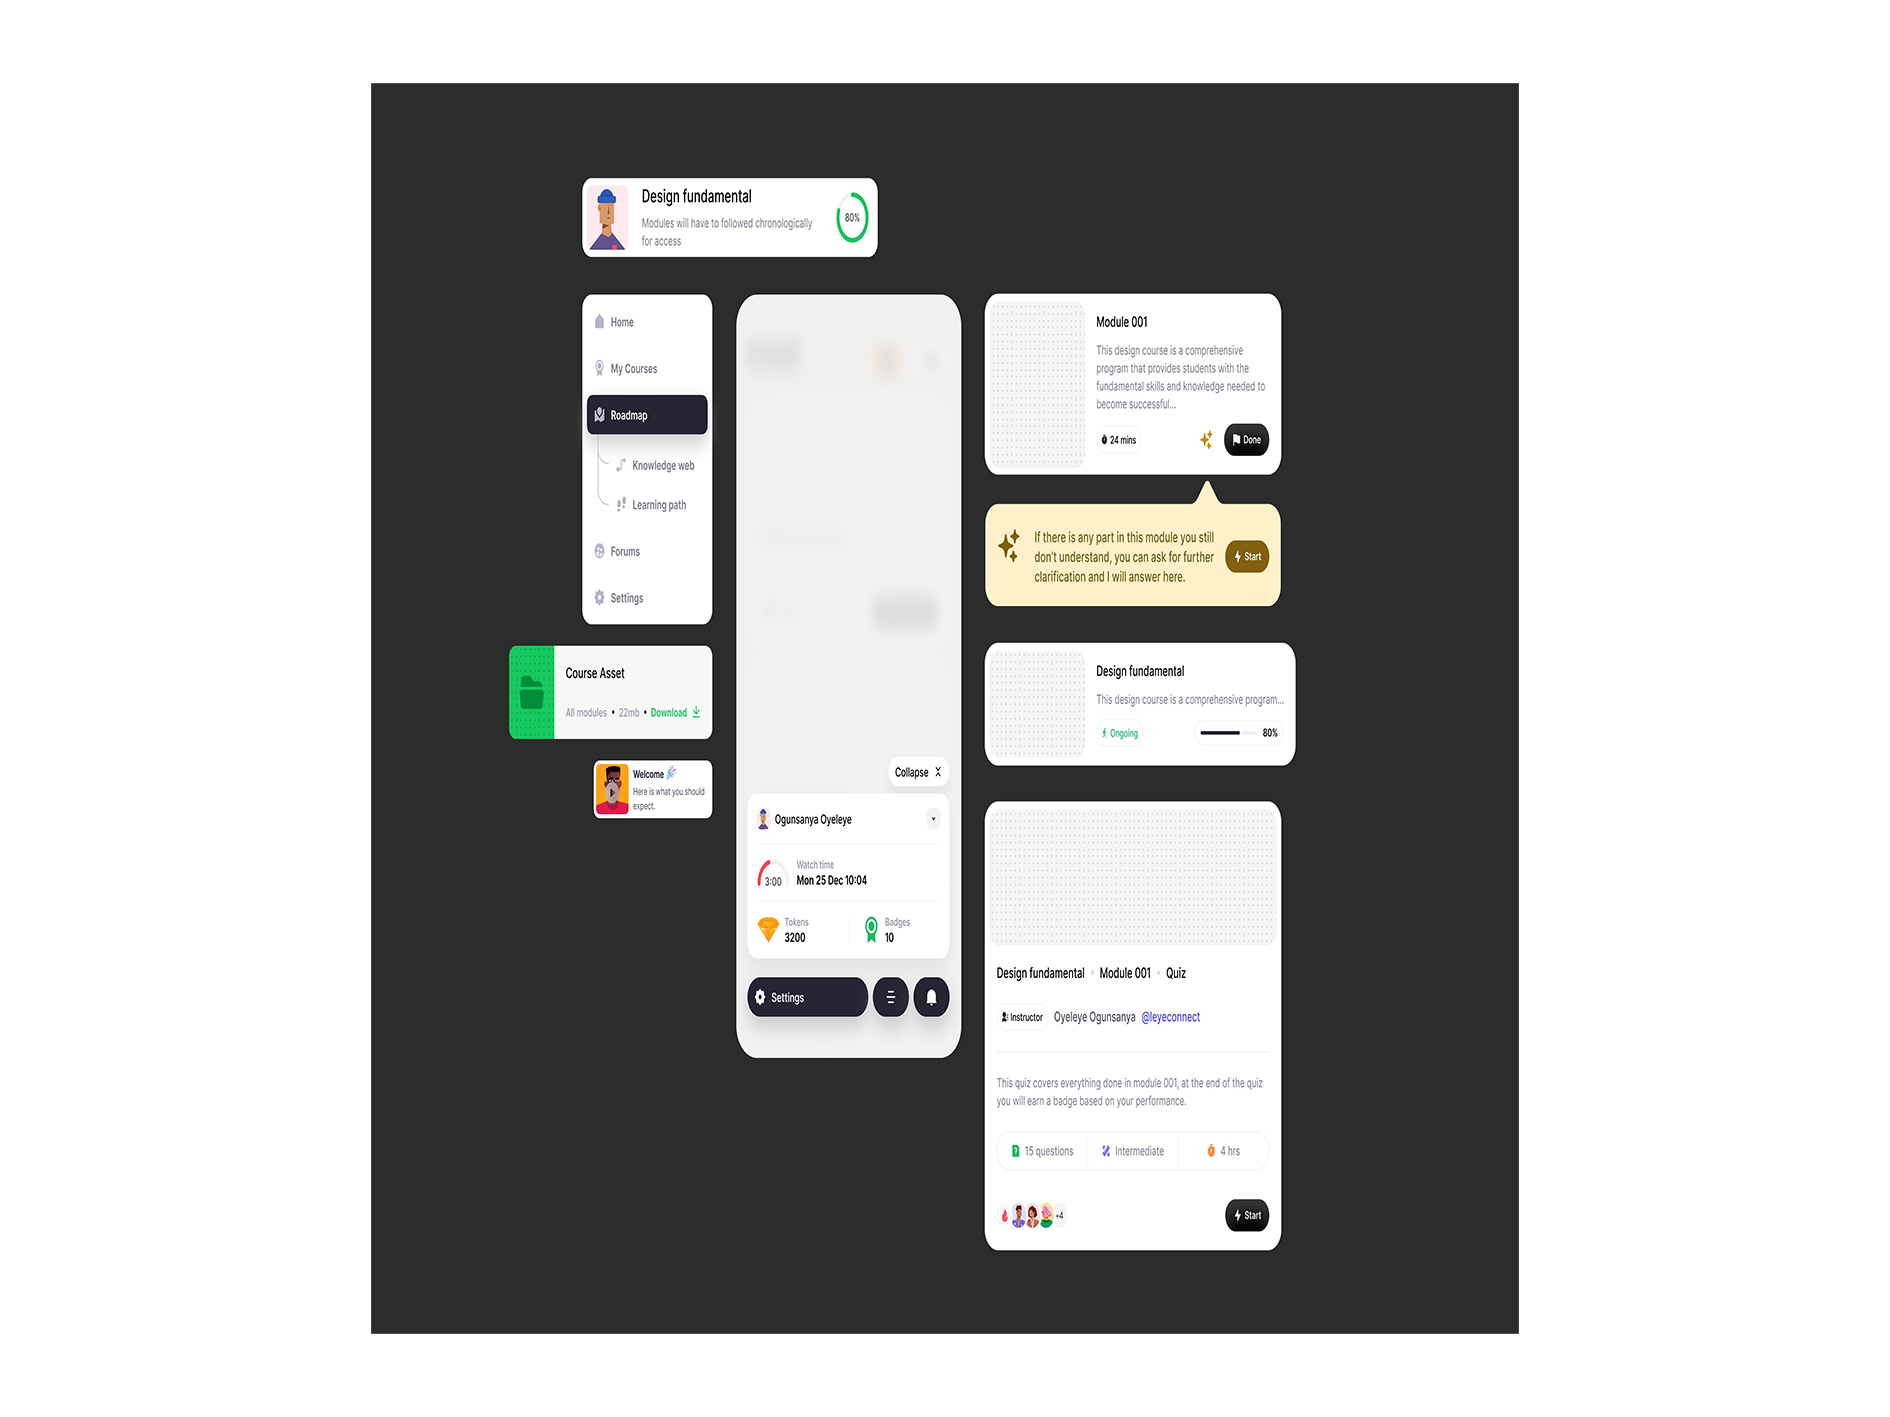 Design fundamental
Modules will have to followed chronologically
for access
80%
Home
My Courses
Roadmap
Knowledge web
Learning path
Forums
Settings
Course Asset
All modules • 22mb • Download
Welcome
Here is what you should
expect.
Collapse
Ogunsanya Oyeleye
3:00
Watch time
Mon 25 Dec 10:04
Tokens
3200
Badges
10
Settings
Module 001
This design course is a comprehensive
program that provides students with the
fundamental skills and knowledge needed to
become successful...
24 mins
Done
If there is any part in this module you still
don't understand, you can ask for further
clarification and I will answer here.
Start
Design fundamental
This design course is a comprehensive program...
Ongoing
80%
Design fundamental › Module 001 › Quiz
Instructor Oyeleye Ogunsanya @leyeconnect
This quiz covers everything done in module 001, at the end of the quiz
you will earn a badge based on your performance.
15 questions
Intermediate
4 hrs
+4
Start